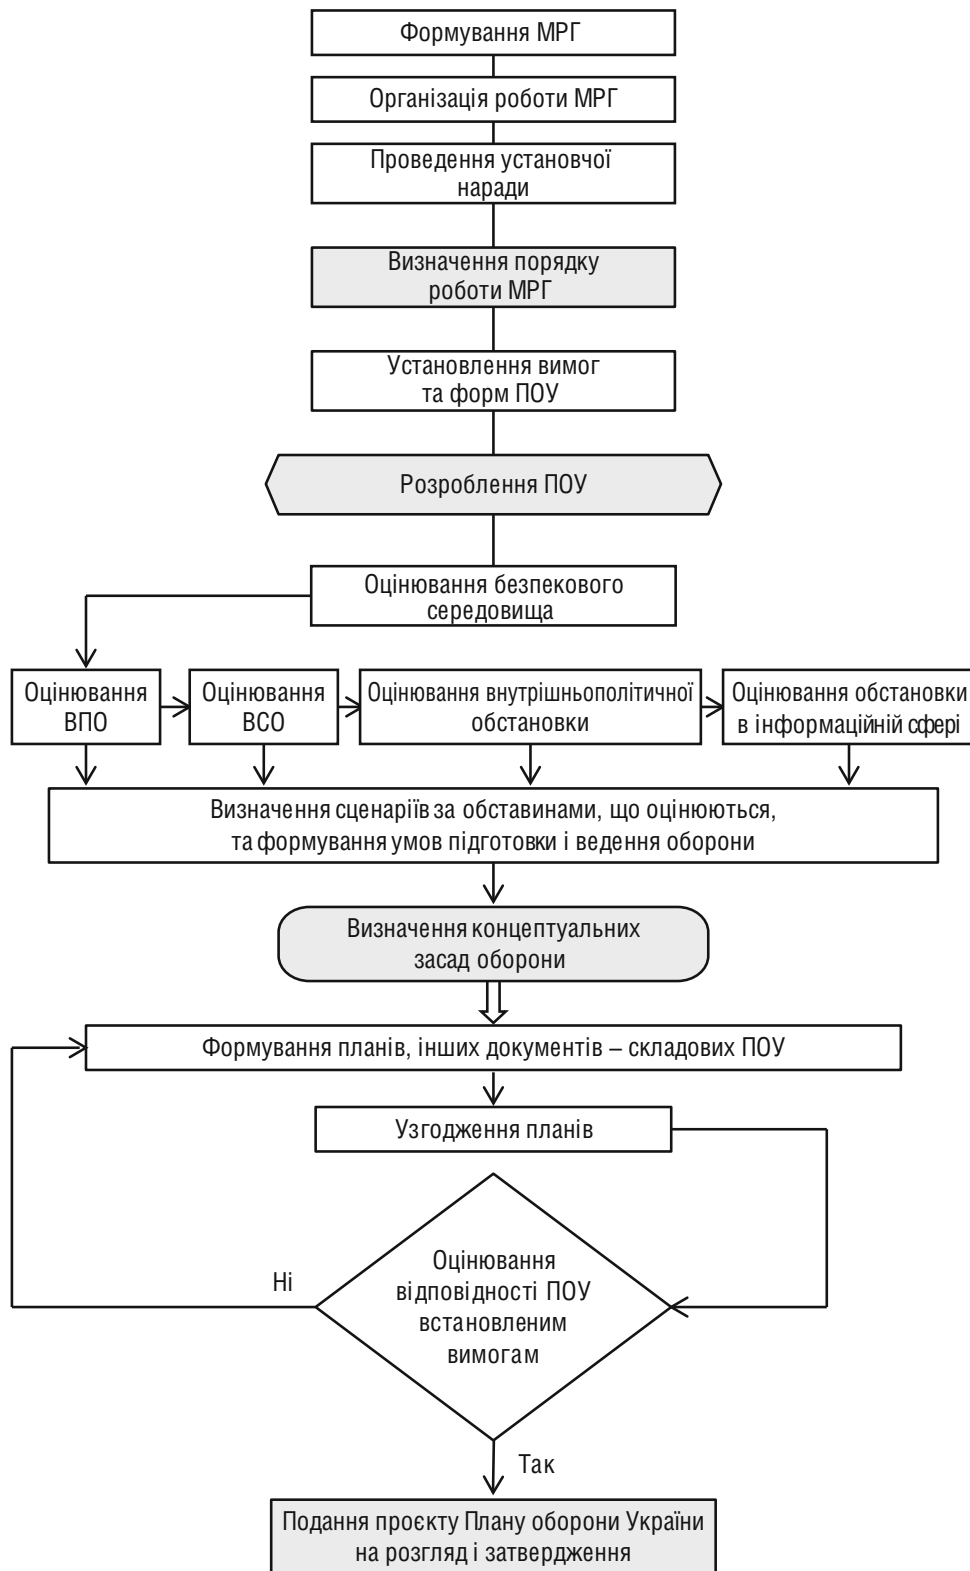 Формування МРГ
Організація роботи МРГ
Проведення установчої
наради
Визначення порядку
роботи МРГ
Установлення вимог
та форм ПОУ
Розроблення ПОУ
Оцінювання безпекового
середовища
Оцінювання
ВПО
Оцінювання
ВСО
Оцінювання внутрішньополітичної
обстановки
Оцінювання обстановки
в інформаційній сфері
Визначення сценаріїв за обставинами, що оцінюються,
та формування умов підготовки і ведення оборони
Визначення концептуальних
засад оборони
Формування планів, інших документів – складових ПОУ
Узгодження планів
Оцінювання
відповідності ПОУ
встановленим
вимогам
Ні
Так
Подання проєкту Плану оборони України
на розгляд і затвердження